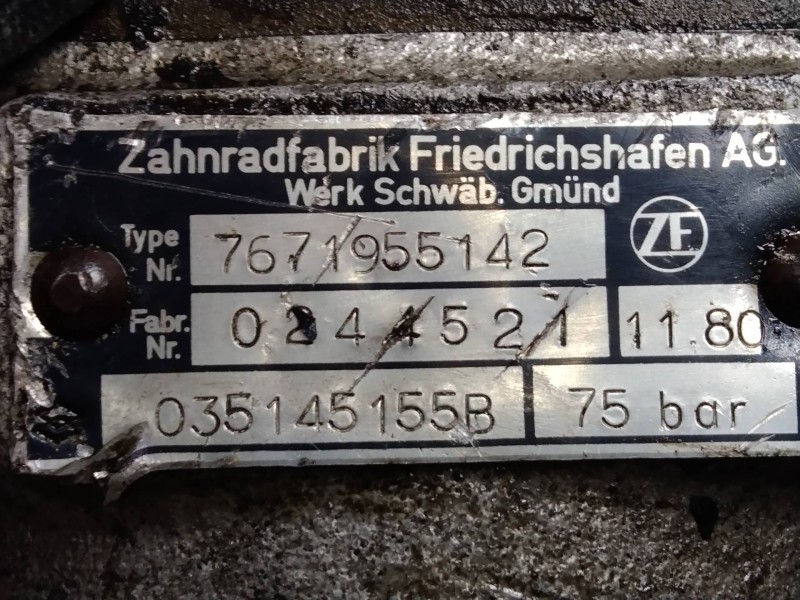 Zahnradfabrik Friedrichshafen AG.
Werk Schwäb. Gmünd
ZF
Type Nr. 7671955142
Fabr. Nr. 0244521 11.80
035145155B 75 bar